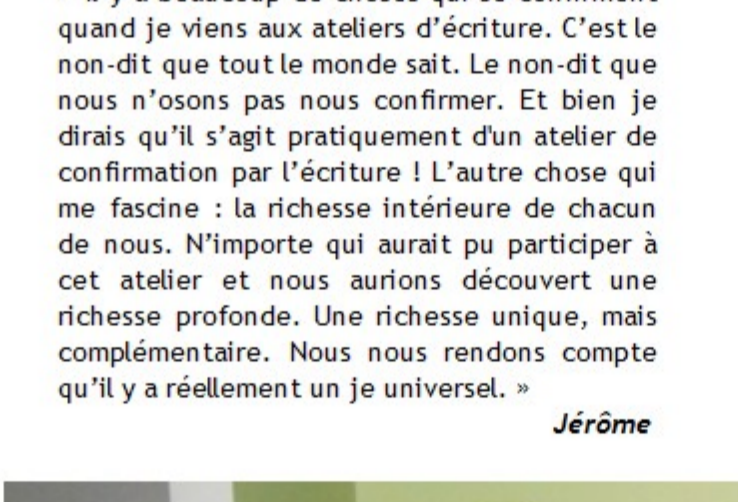 quand je viens aux ateliers d’écriture. C’est le
non-dit que tout le monde sait. Le non-dit que
nous n’osons pas nous confirmer. Et bien je
dirais qu’il s’agit pratiquement d'un atelier de
confirmation par l’écriture ! L’autre chose qui
me fascine : la richesse intérieure de chacun
de nous. N’importe qui aurait pu participer à
cet atelier et nous aurions découvert une
richesse profonde. Une richesse unique, mais
complémentaire. Nous nous rendons compte
qu’il y a réellement un je universel. »
Jérôme